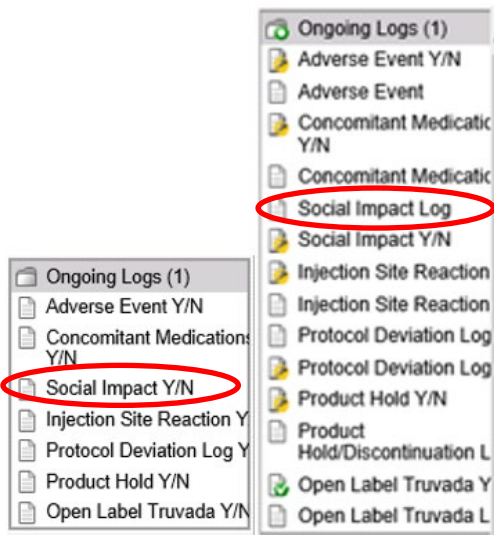 Ongoing Logs (1)
Adverse Event Y/N
Concomitant Medications
Y/N
Social Impact Y/N
Injection Site Reaction Y
Protocol Deviation Log Y
Product Hold Y/N
Open Label Truvada Y/N
Ongoing Logs (1)
Adverse Event Y/N
Adverse Event
Concomitant Medicatic
Y/N
Concomitant Medicatic
Social Impact Log
Social Impact Y/N
Injection Site Reaction
Injection Site Reaction
Protocol Deviation Log
Protocol Deviation Log
Product Hold Y/N
Product
Hold/Discontinuation L
Open Label Truvada Y
Open Label Truvada L